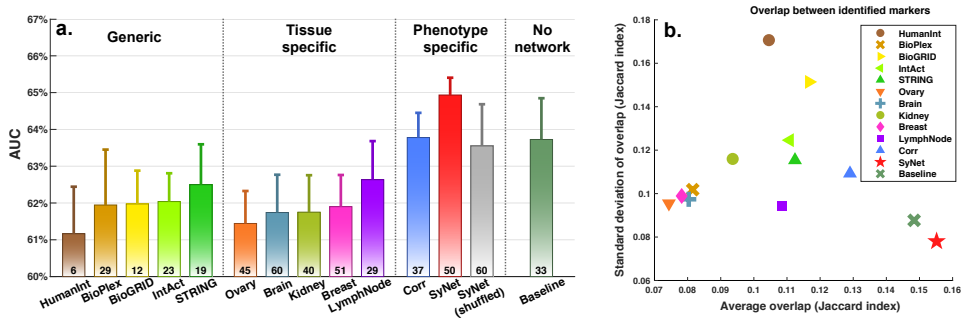 a.
Generic
Tissue
specific
Phenotype
specific
No
network
AUC
67%
66%
65%
64%
63%
62%
61%
60%
6
29
12
23
19
45
60
40
51
29
37
50
60
33
HumanInt
BioPlex
BioGRID
IntAct
STRING
Ovary
Brain
Kidney
Breast
LymphNode
Corr
SyNet
SyNet
(shuffled)
Baseline
Overlap between identified markers
b.
Standard deviation of overlap (Jaccard index)
0.2
0.18
0.16
0.14
0.12
0.1
0.08
0.06
0.07
0.08
0.09
0.1
0.11
0.12
0.13
0.14
0.15
0.16
Average overlap (Jaccard index)
HumanInt
BioPlex
BioGRID
IntAct
STRING
Ovary
Brain
Kidney
Breast
LymphNode
Corr
SyNet
Baseline